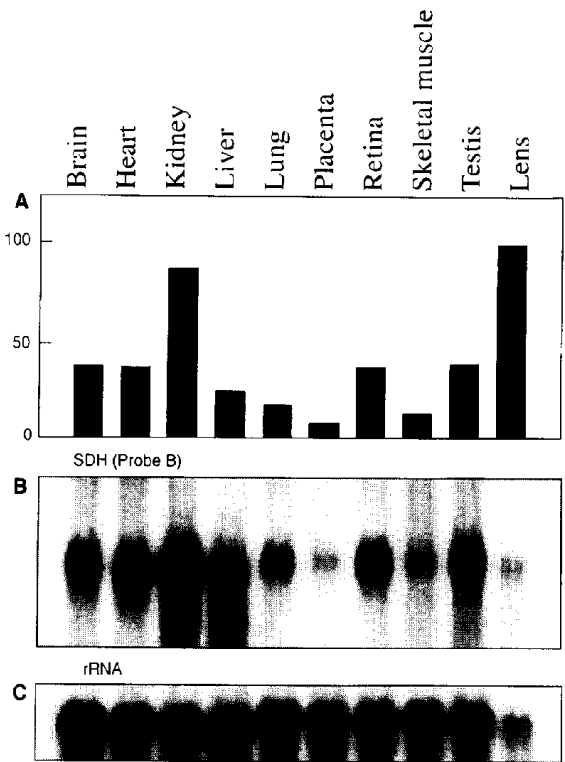 Brain
Heart
Kidney
Liver
Lung
Placenta
Retina
Skeletal muscle
Testis
Lens
A
100
50
0
SDH (Probe B)
B
rRNA
C